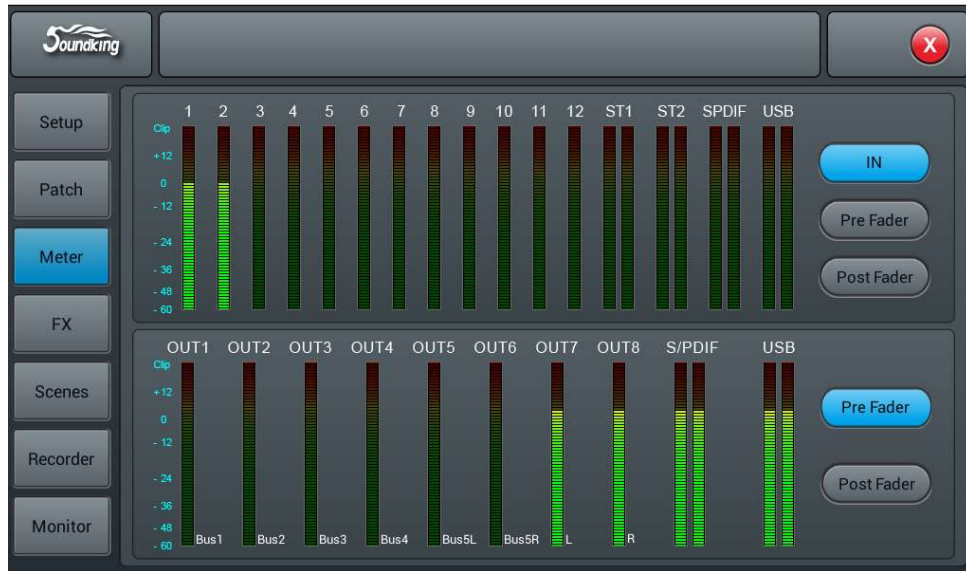 Soundking
X
Setup
Patch
Meter
FX
Scenes
Recorder
Monitor
1 2 3 4 5 6 7 8 9 10 11 12 ST1 ST2 SPDIF USB
Clip
+12
0
- 12
- 24
- 36
- 48
- 60
IN
Pre Fader
Post Fader
OUT1 OUT2 OUT3 OUT4 OUT5 OUT6 OUT7 OUT8 S/PDIF USB
Clip
+12
0
- 12
- 24
- 36
- 48
- 60
Bus1 Bus2 Bus3 Bus4 Bus5L Bus5R L R
Pre Fader
Post Fader